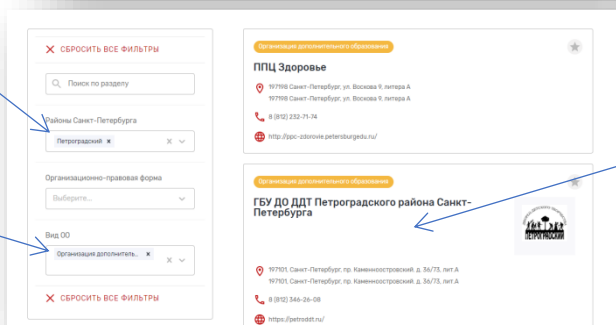 СБРОСИТЬ ВСЕ ФИЛЬТРЫ
Поиск по разделу
Районы Санкт-Петербурга
Петроградский
Организационно-правовая форма
Выберите...
Вид ОО
Организация дополнитель...
СБРОСИТЬ ВСЕ ФИЛЬТРЫ
Организация дополнительного образования
ППЦ Здоровье
197198 Санкт-Петербург, ул. Воскова 9, литера А
197198 Санкт-Петербург, ул. Воскова 9, литера А
8 (812) 232-71-74
http://ppc-zdorovie.petersburgedu.ru/
Организация дополнительного образования
ГБУ ДО ДДТ Петроградского района Санкт-
Петербурга
ПЕТРОГРАДСКИЙ
197101, Санкт-Петербург, пр. Каменноостровский, д. 36/73, лит.А
197101, Санкт-Петербург, пр. Каменноостровский, д. 36/73, лит.А
8 (812) 346-26-08
https://petroddt.ru/